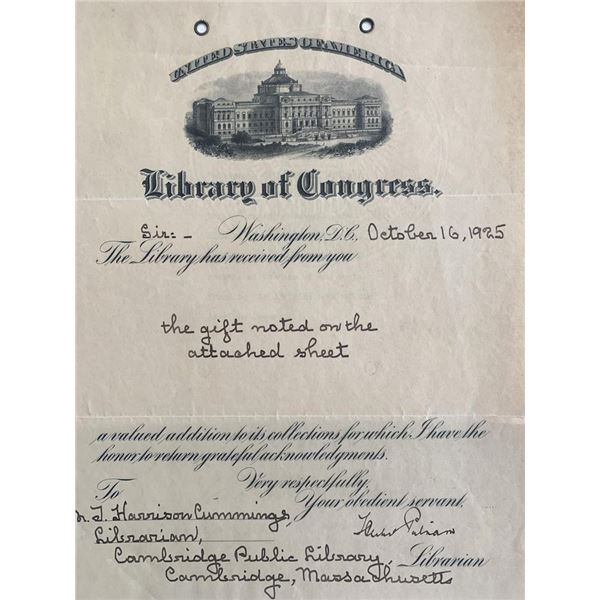 UNITED STATES OF AMERICA
Library of Congress.
Sir:- Washington, D.C. October 16, 1925
The Library has received from you
the gift noted on the
attached sheet
a valued addition to its collections for which I have the
honor to return grateful acknowledgments.
Very respectfully,
To Your obedient servant.
T. Harrison Cummings,
Librarian,
Cambridge Public Library, Librarian
Cambridge, Massachusetts